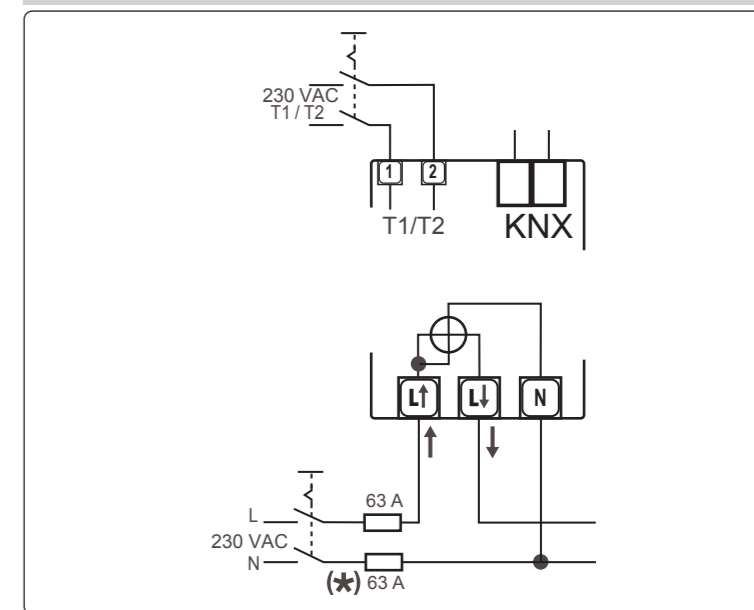 230 VAC
T1 / T2
1 2
T1/T2 KNX
L↑ L↓ N
63 A
L
230 VAC
N
(*) 63 A